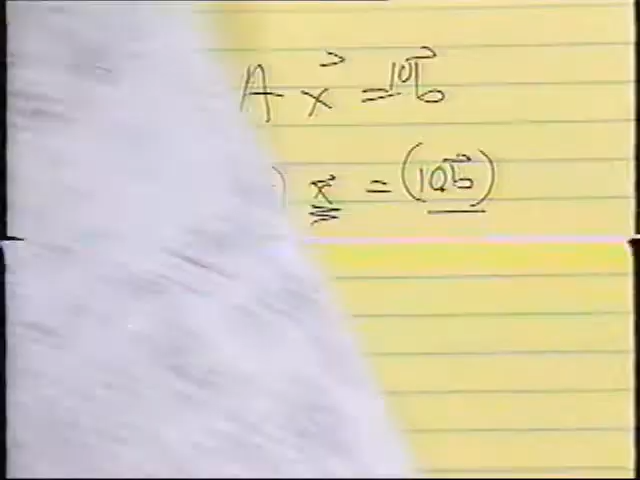 A x⃗ = 10b⃗
) x⃗ = (10b⃗)